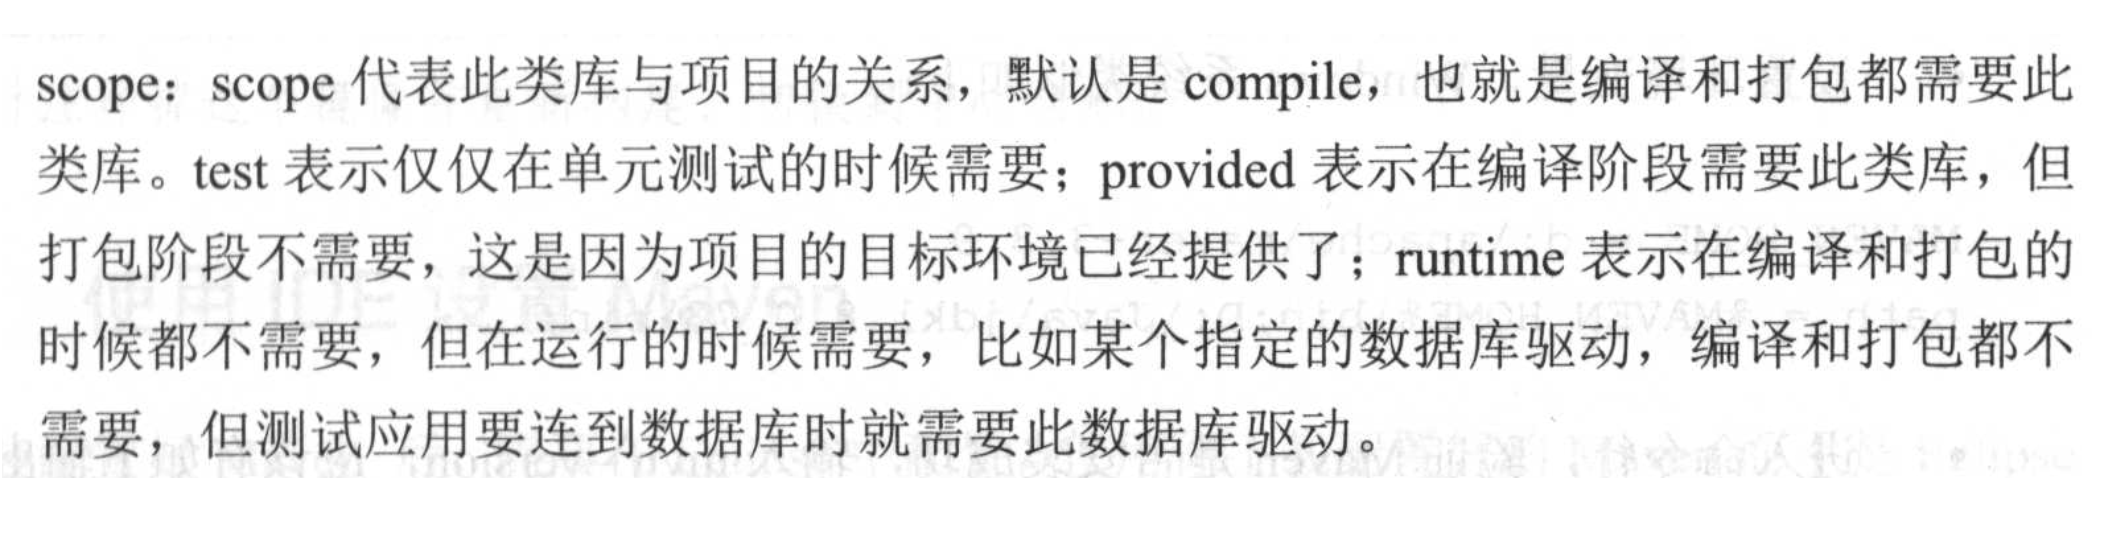 scope：scope 代表此类库与项目的关系，默认是 compile，也就是编译和打包都需要此
类库。test 表示仅仅在单元测试的时候需要；provided 表示在编译阶段需要此类库，但
打包阶段不需要，这是因为项目的目标环境已经提供了；runtime 表示在编译和打包的
时候都不需要，但在运行的时候需要，比如某个指定的数据库驱动，编译和打包都不
需要，但测试应用要连到数据库时就需要此数据库驱动。